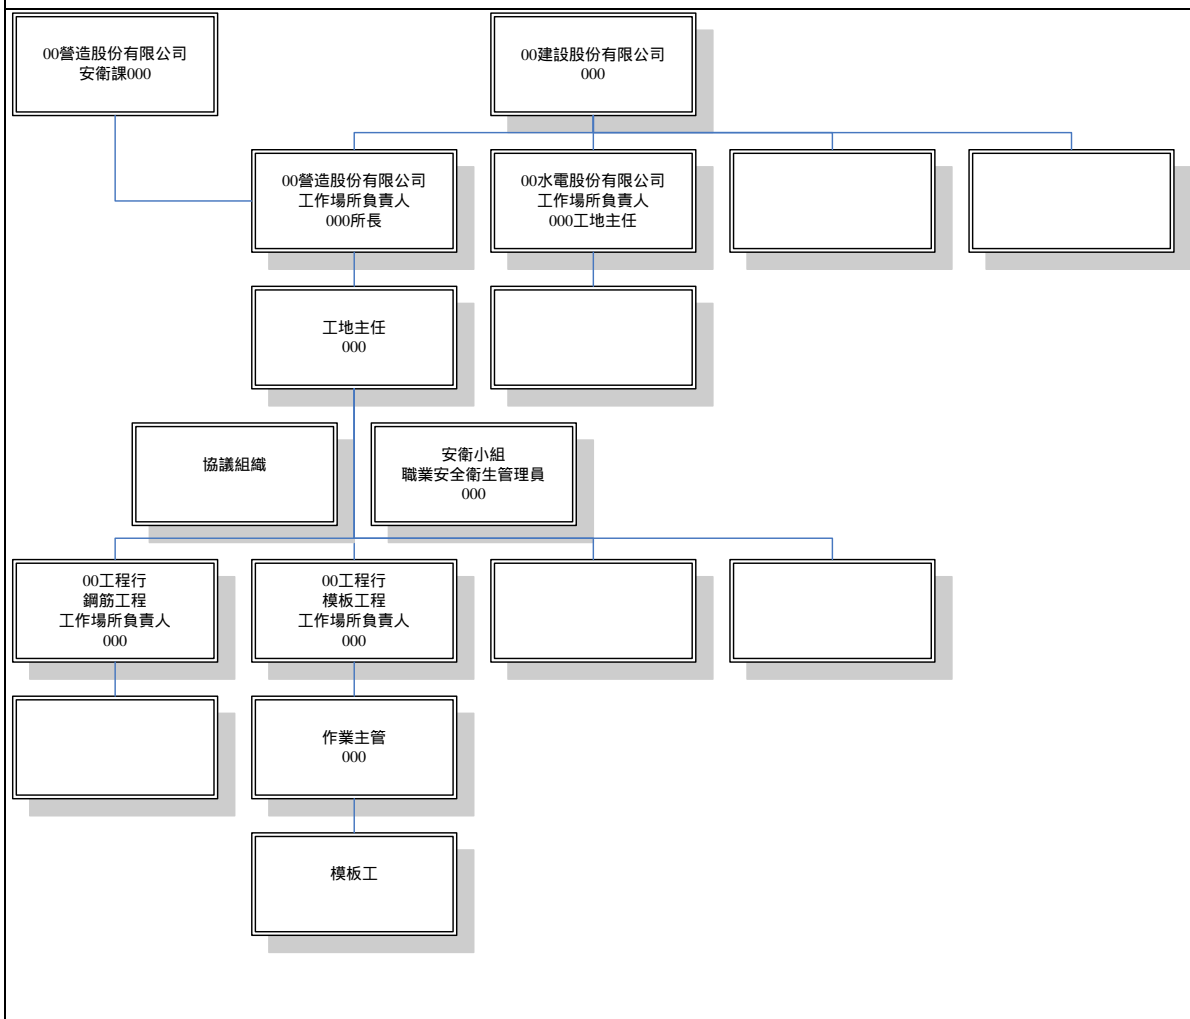 00營造股份有限公司
安衛課000
00建設股份有限公司
000
00營造股份有限公司
工作場所負責人
000所長
00水電股份有限公司
工作場所負責人
000工地主任
工地主任
000
協議組織
安衛小組
職業安全衛生管理員
000
00工程行
鋼筋工程
工作場所負責人
000
00工程行
模板工程
工作場所負責人
000
作業主管
000
模板工